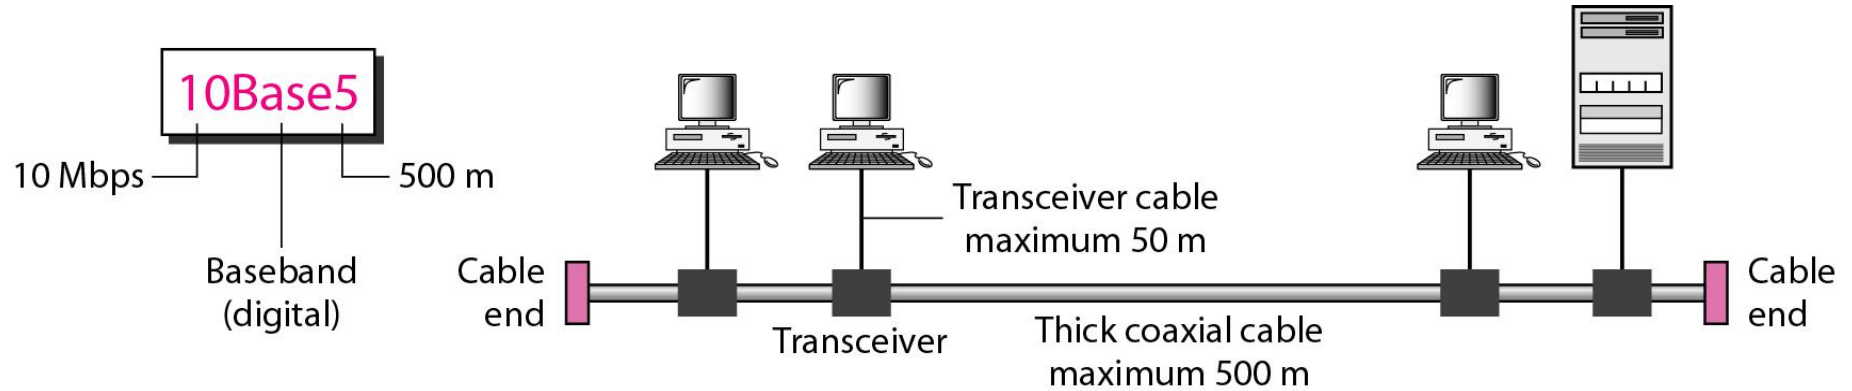 10Base5
10 Mbps
500 m
Baseband
(digital)
Cable
end
Transceiver cable
maximum 50 m
Transceiver
Thick coaxial cable
maximum 500 m
Cable
end